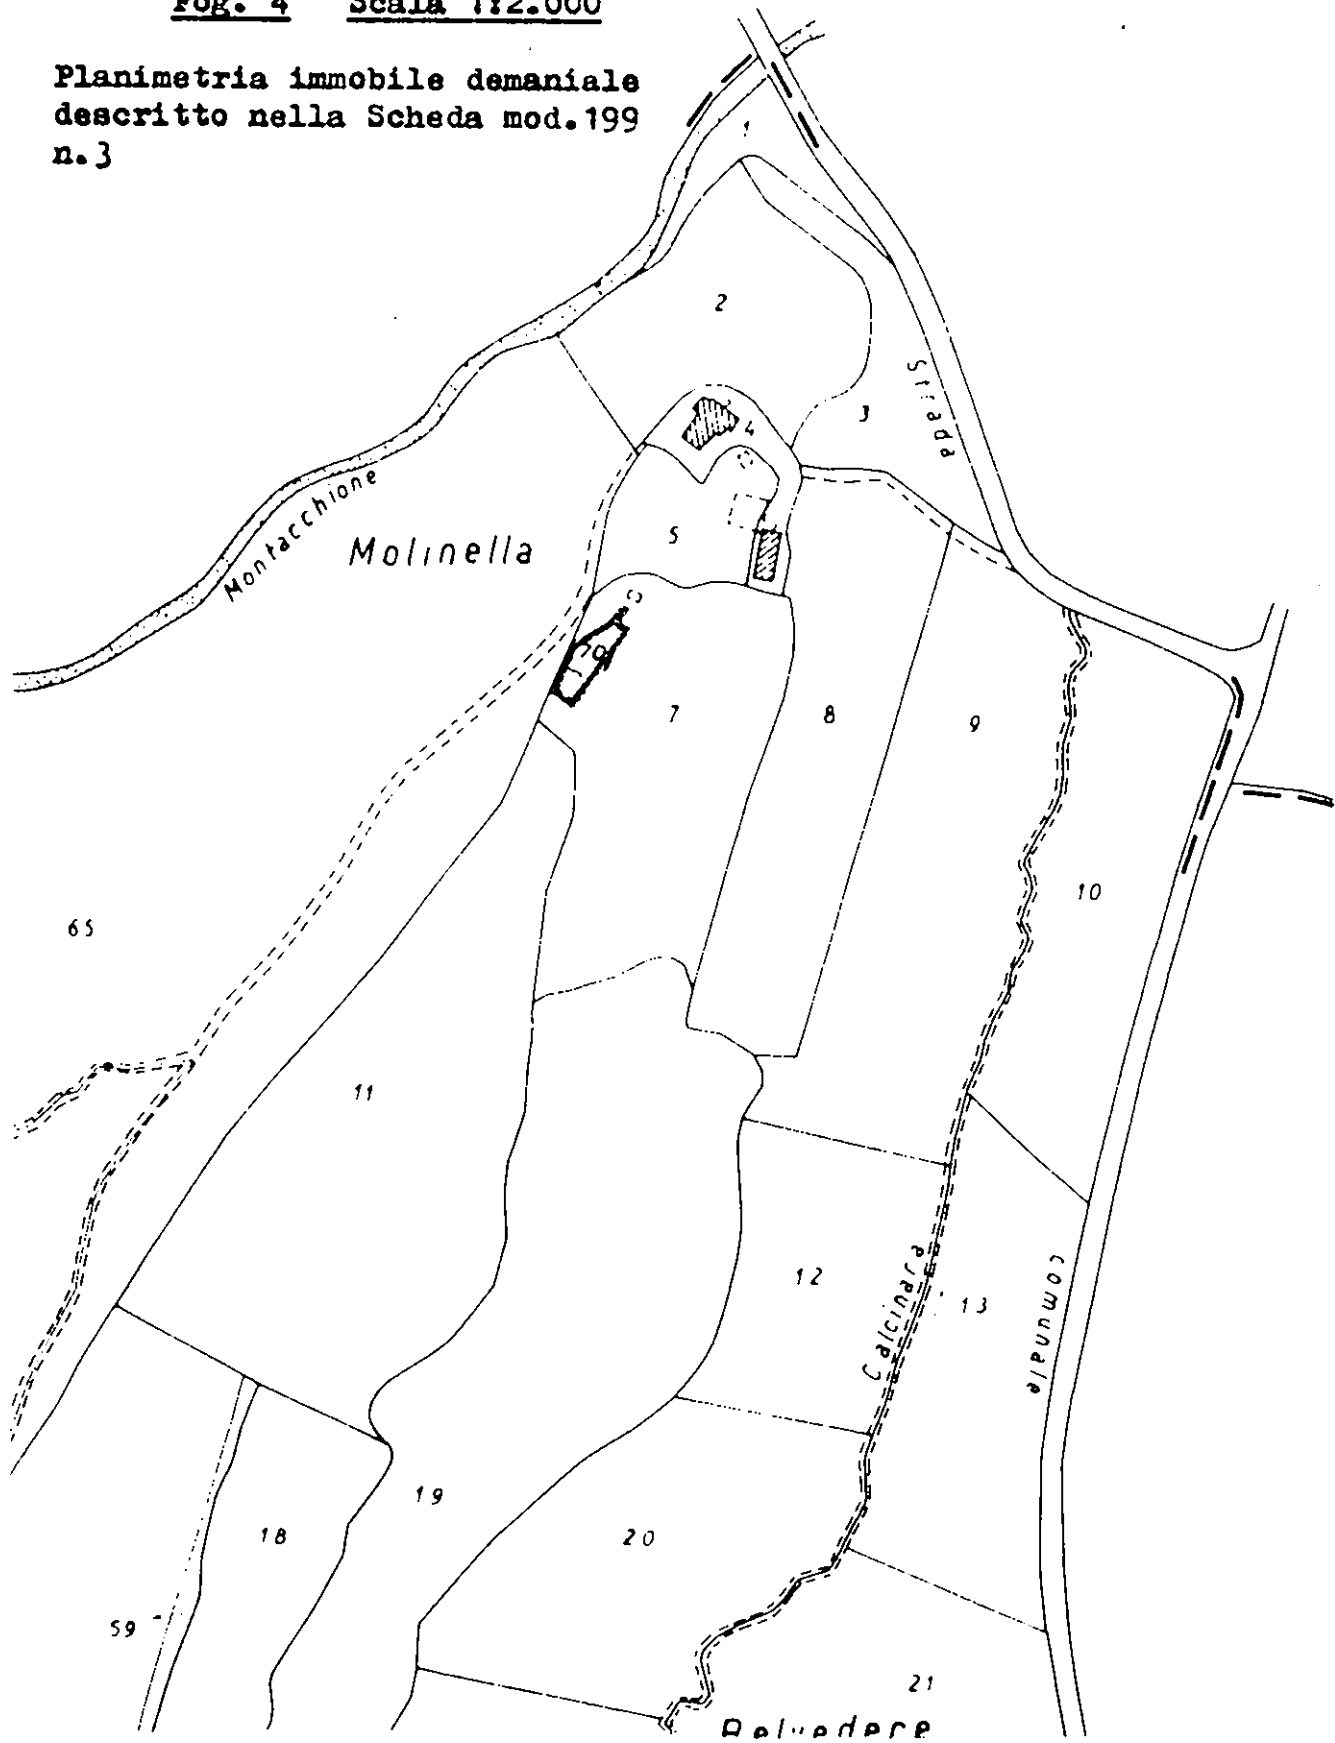 Fog. 4 Scala 1:2.000
Planimetria immobile demaniale
descritto nella Scheda mod.199
n.3
1
2
3
Strada
4
5
Montacchione
Molinella
70
7
8
9
10
65
11
12
Calcinara
13
comunale
19
18
20
59
21
Belvedere